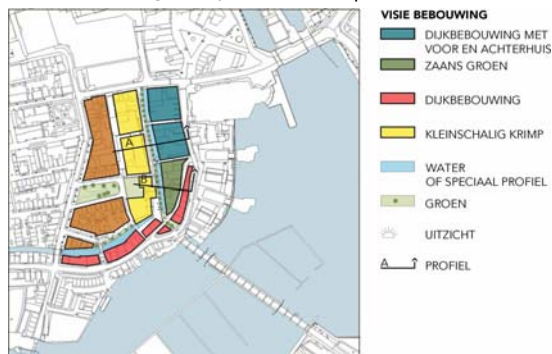 VISIE BEBOUWING
DIJKBEBOUWING MET
VOOR EN ACHTERHUIS
ZAANS GROEN
DIJKBEBOUWING
KLEINSCHALIG KRIMP
WATER
OF SPECIAAL PROFIEL
GROEN
UITZICHT
A
PROFIEL
A
B